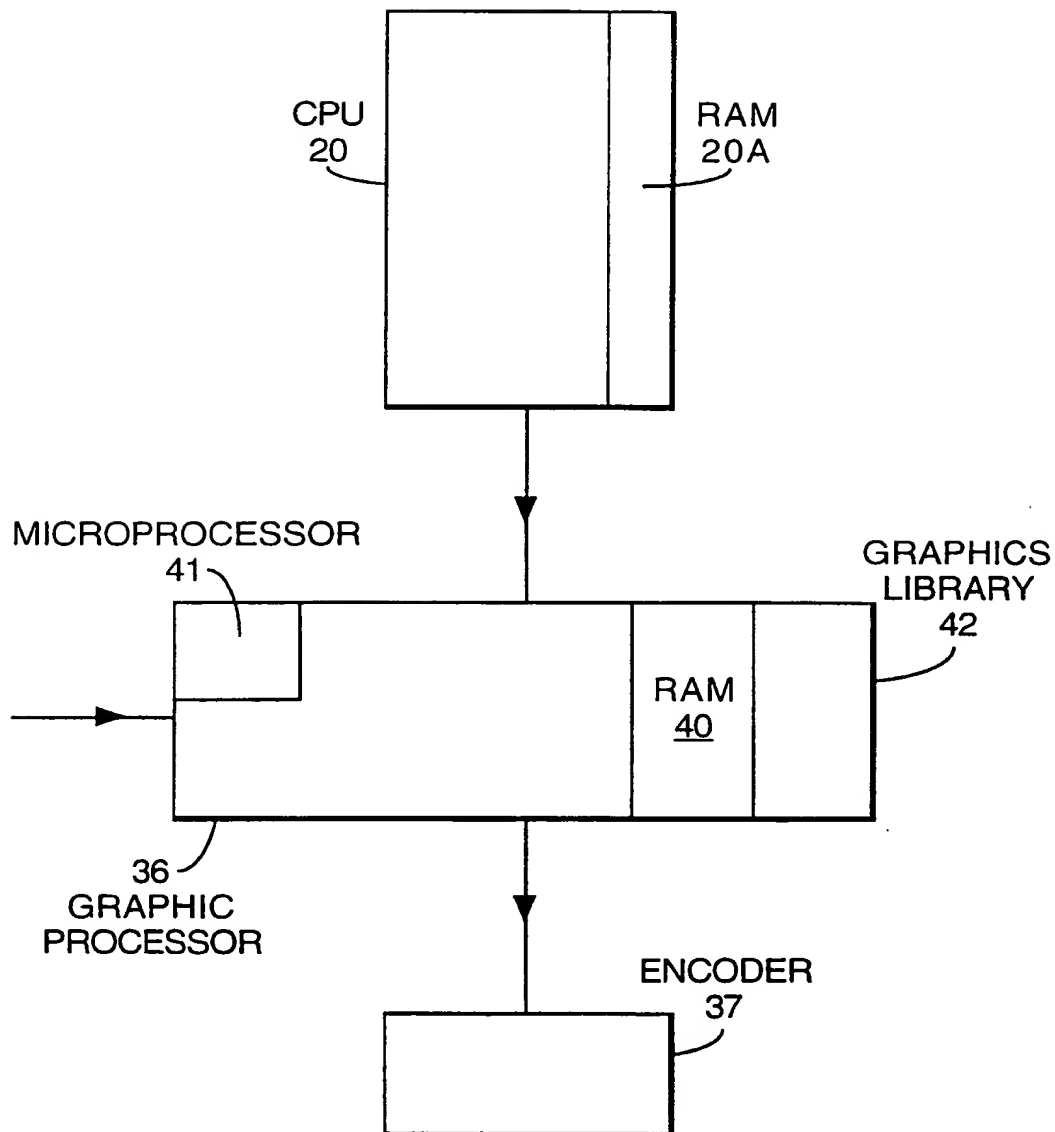 CPU
20
RAM
20A
MICROPROCESSOR
41
GRAPHICS
LIBRARY
42
RAM
40
36
GRAPHIC
PROCESSOR
ENCODER
37